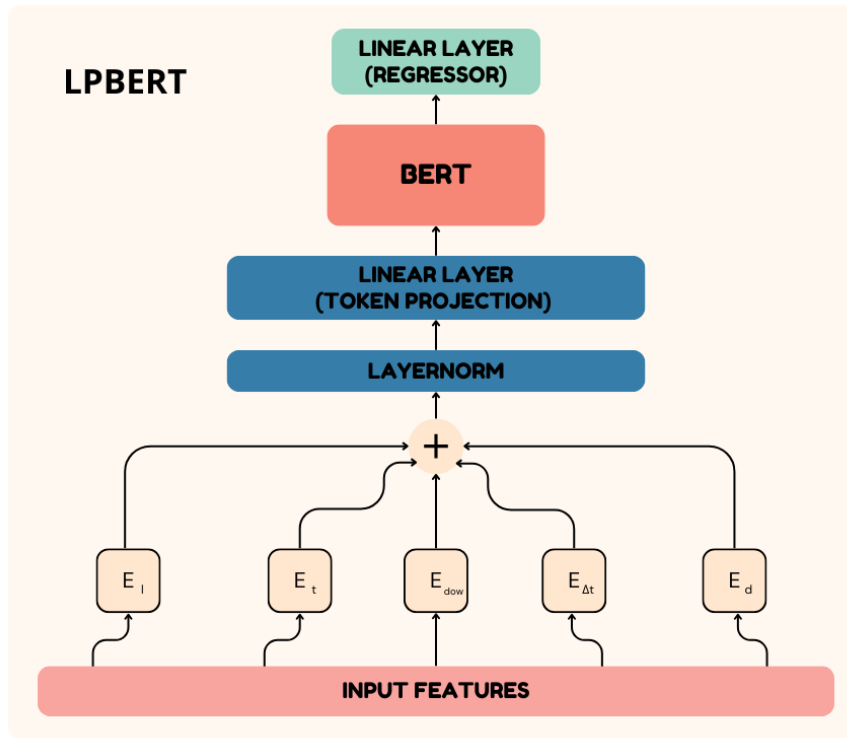 LPBERT
LINEAR LAYER
(REGRESSOR)
BERT
LINEAR LAYER
(TOKEN PROJECTION)
LAYERNORM
+
E l
E t
E dow
E Δt
E d
INPUT FEATURES